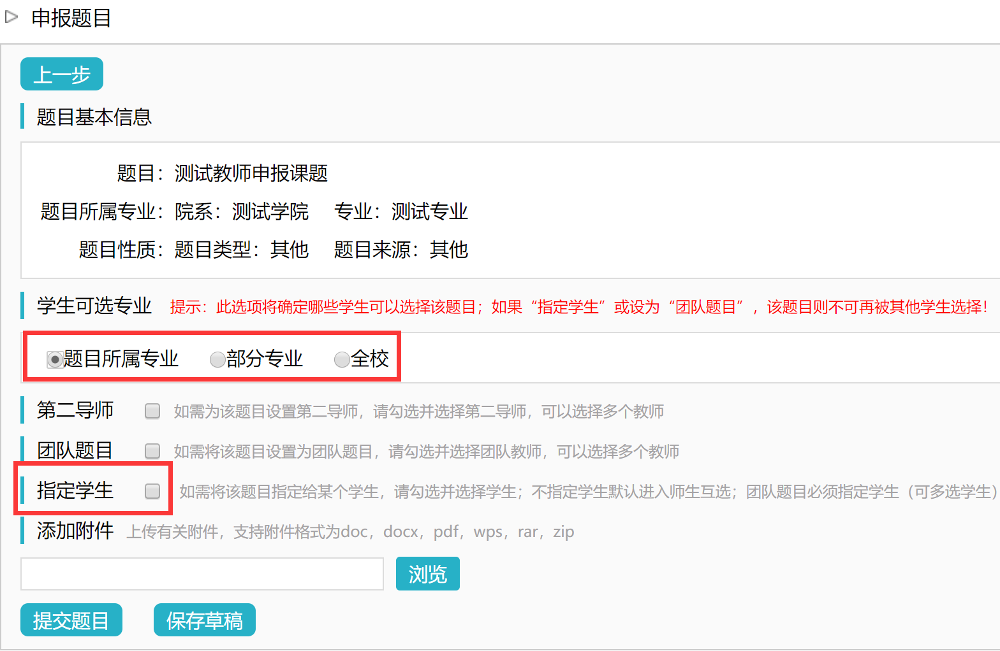 申报题目
上一步
题目基本信息
题目：测试教师申报课题
题目所属专业：院系：测试学院 专业：测试专业
题目性质：题目类型：其他 题目来源：其他
学生可选专业 提示：此选项将确定哪些学生可以选择该题目；如果“指定学生”或设为“团队题目”，该题目则不可再被其他学生选择！
题目所属专业 部分专业 全校
第二导师 如需为该题目设置第二导师，请勾选并选择第二导师，可以选择多个教师
团队题目 如需将该题目设置为团队题目，请勾选并选择团队教师，可以选择多个教师
指定学生 如需将该题目指定给某个学生，请勾选并选择学生；不指定学生默认进入师生互选；团队题目必须指定学生（可多选学生）
添加附件 上传有关附件，支持附件格式为doc，docx，pdf，wps，rar，zip
浏览
提交题目 保存草稿